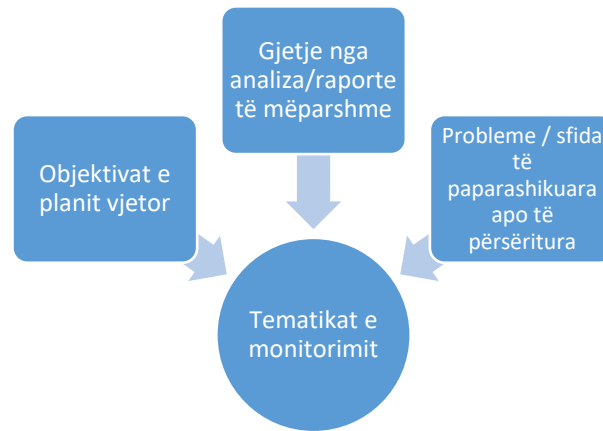 Gjetje nga
analiza/raporte
të mëparshme
Objektivat e
planit vjetor
Probleme / sfida
të
paparashikuara
apo të
përsëritura
Tematikat e
monitorimit